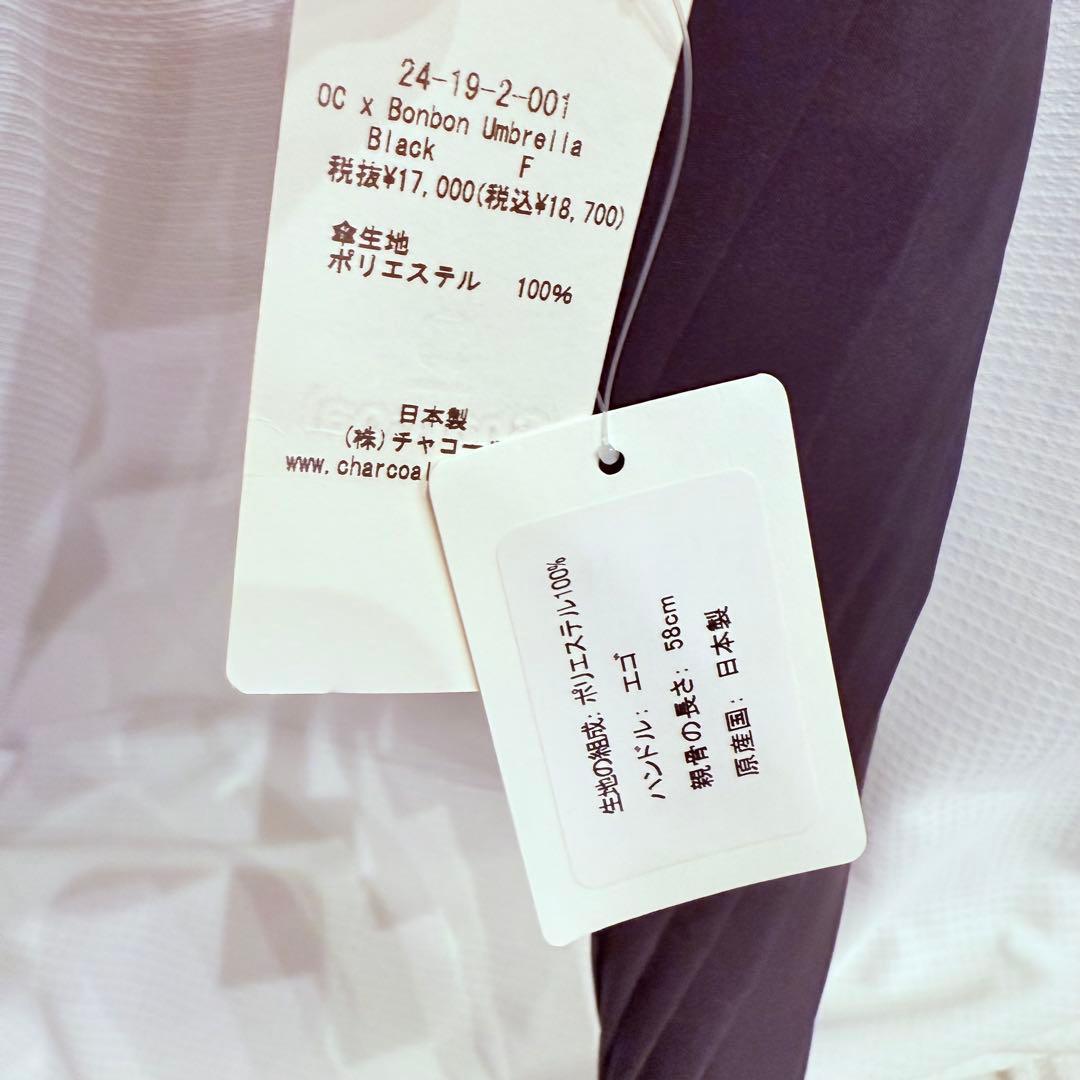 24-19-2-001
OC x Bonbon Umbrella
Black F
税抜¥17,000(税込¥18,700)
傘生地
ポリエステル 100%
日本製
(株)チャコー
www.charcoal
生地の組成: ポリエステル100%
ハンドル: エゴ
親骨の長さ: 58cm
原産国: 日本製